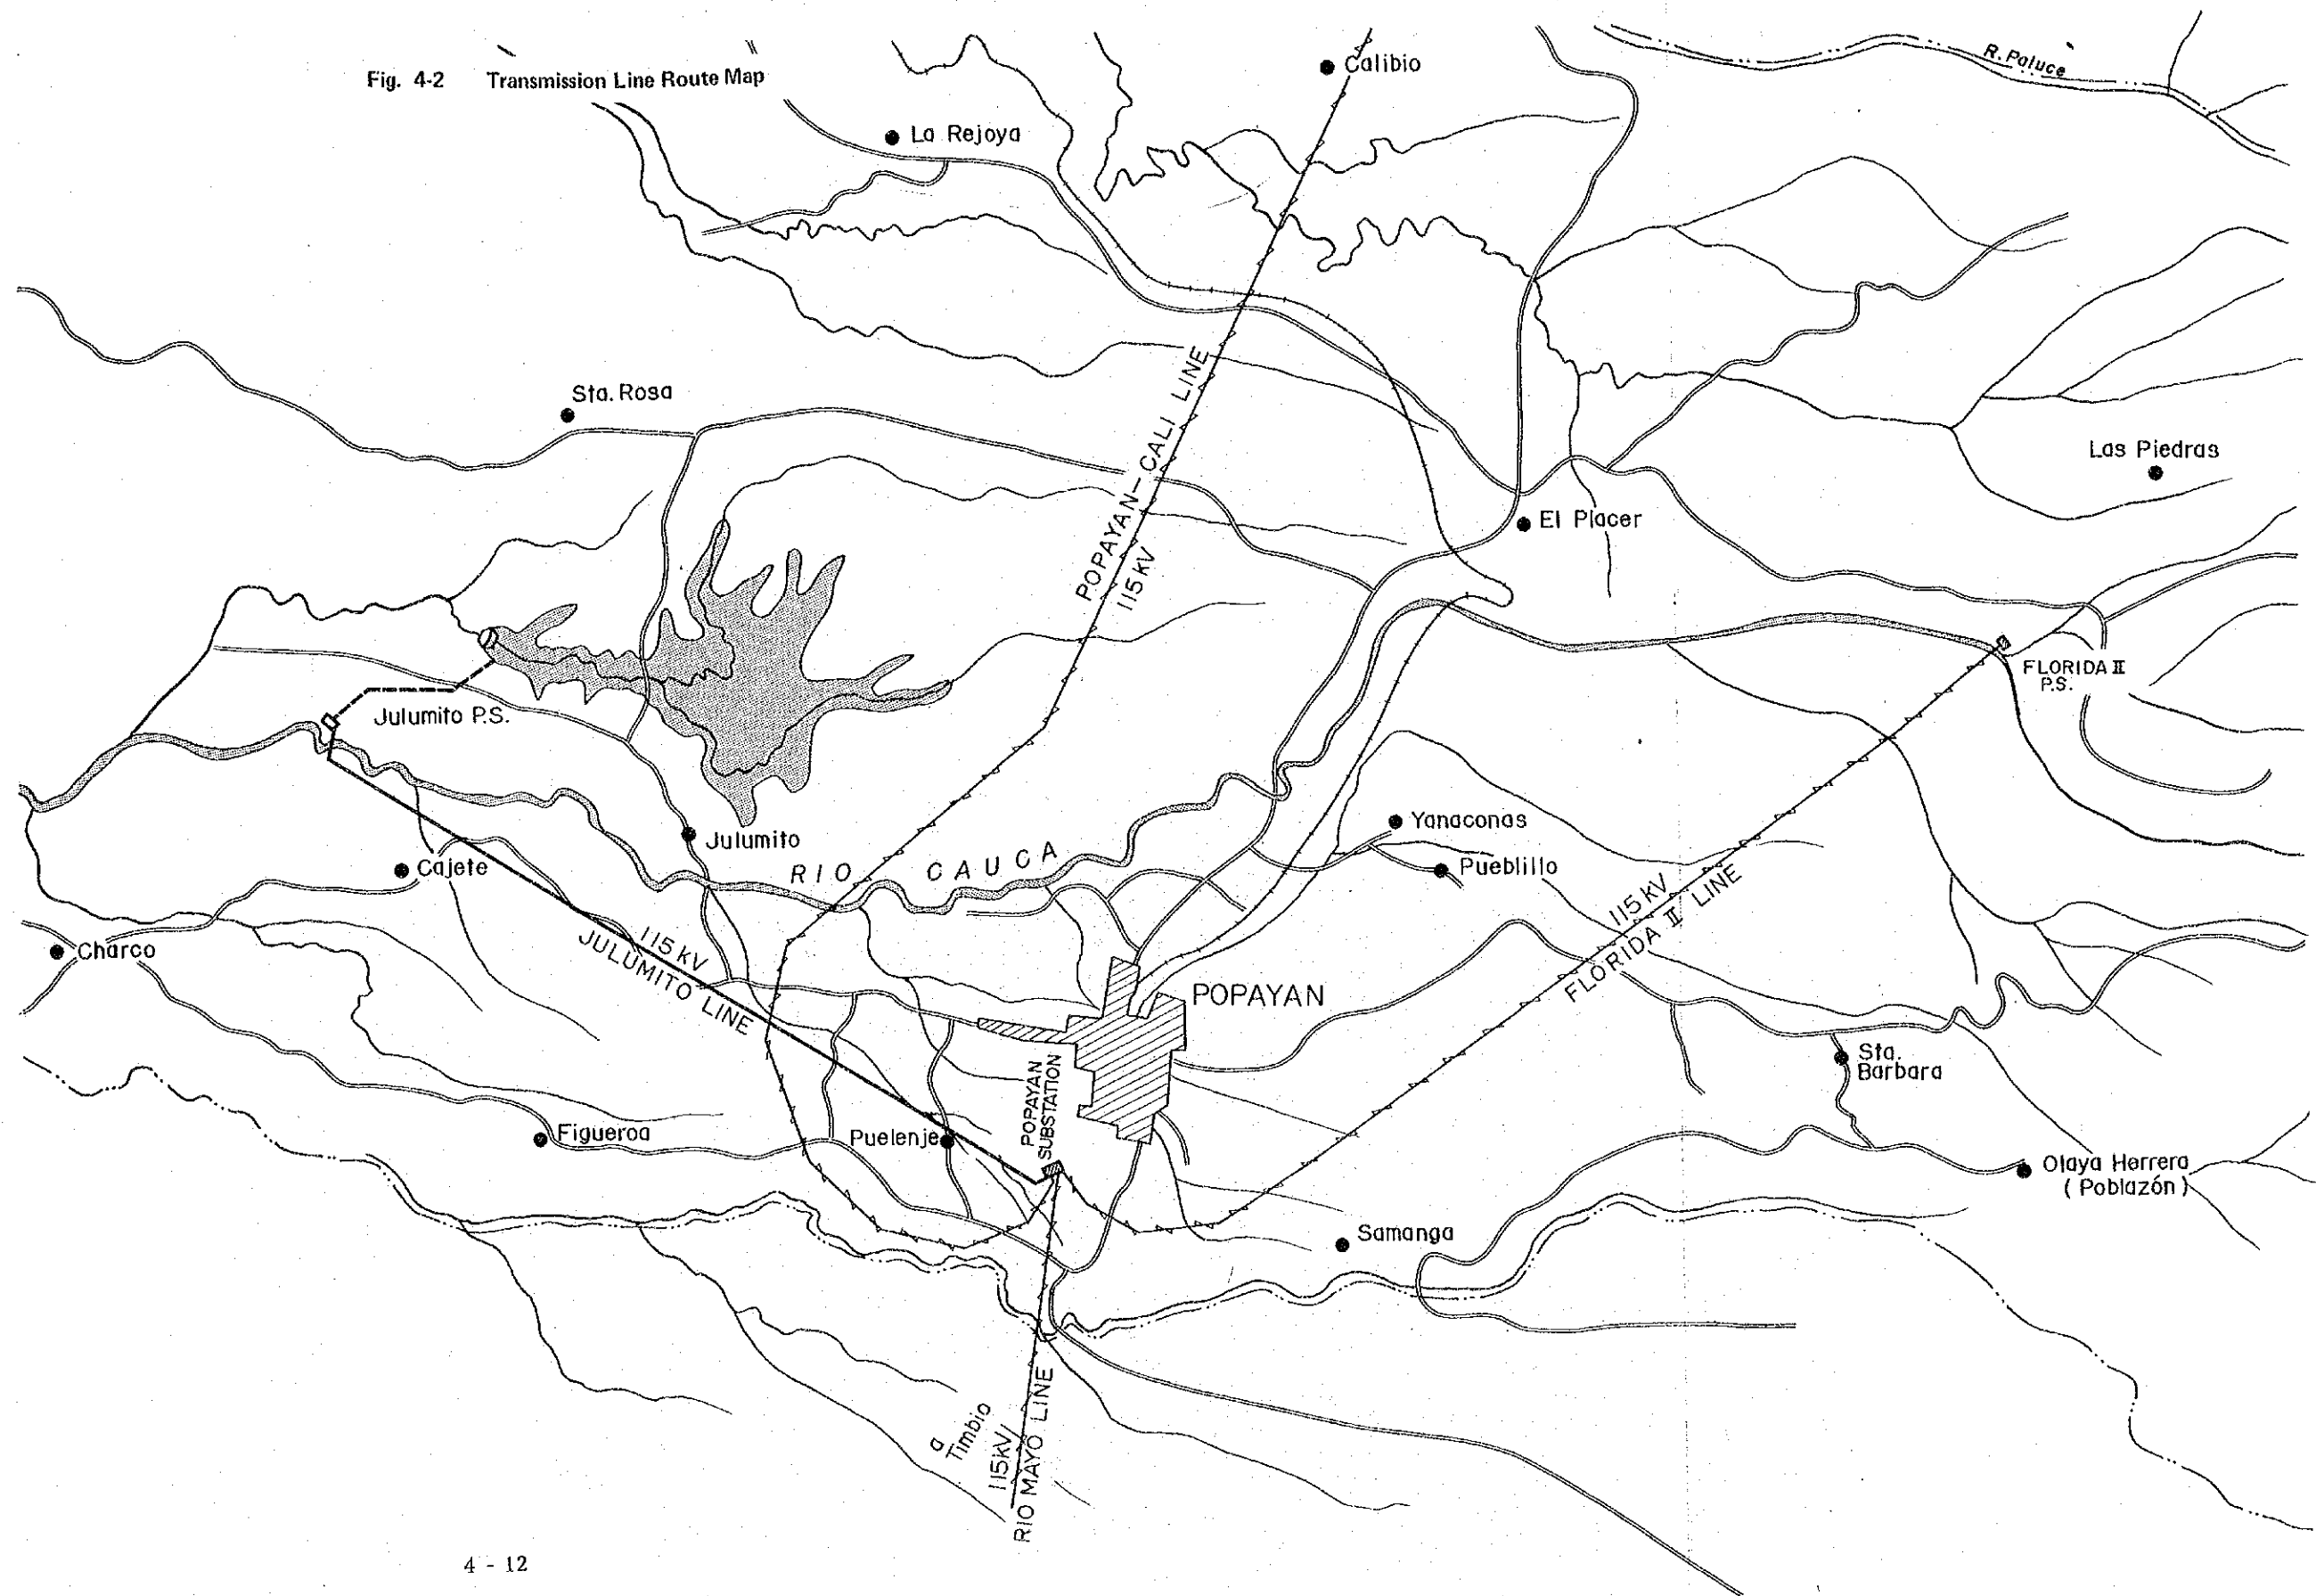 Fig. 4-2 Transmission Line Route Map
Calibio
R. Paluce
La Rejoya
Sta. Rosa
POPAYAN-CALI LINE
115 KV
Las Piedras
El Placer
FLORIDA II
P.S.
Julumito P.S.
Julumito
RIO CAUCA
Yanaconas
Pueblillo
Cajete
115 KV
FLORIDA II LINE
Charco
115 KV
JULUMITO LINE
POPAYAN
POPAYAN
SUBSTATION
Sta.
Barbara
Figueroa
Puelenje
Olaya Herrera
( Poblazón )
Samanga
a
Timbio
115KV
RIO MAYO LINE
4 - 12